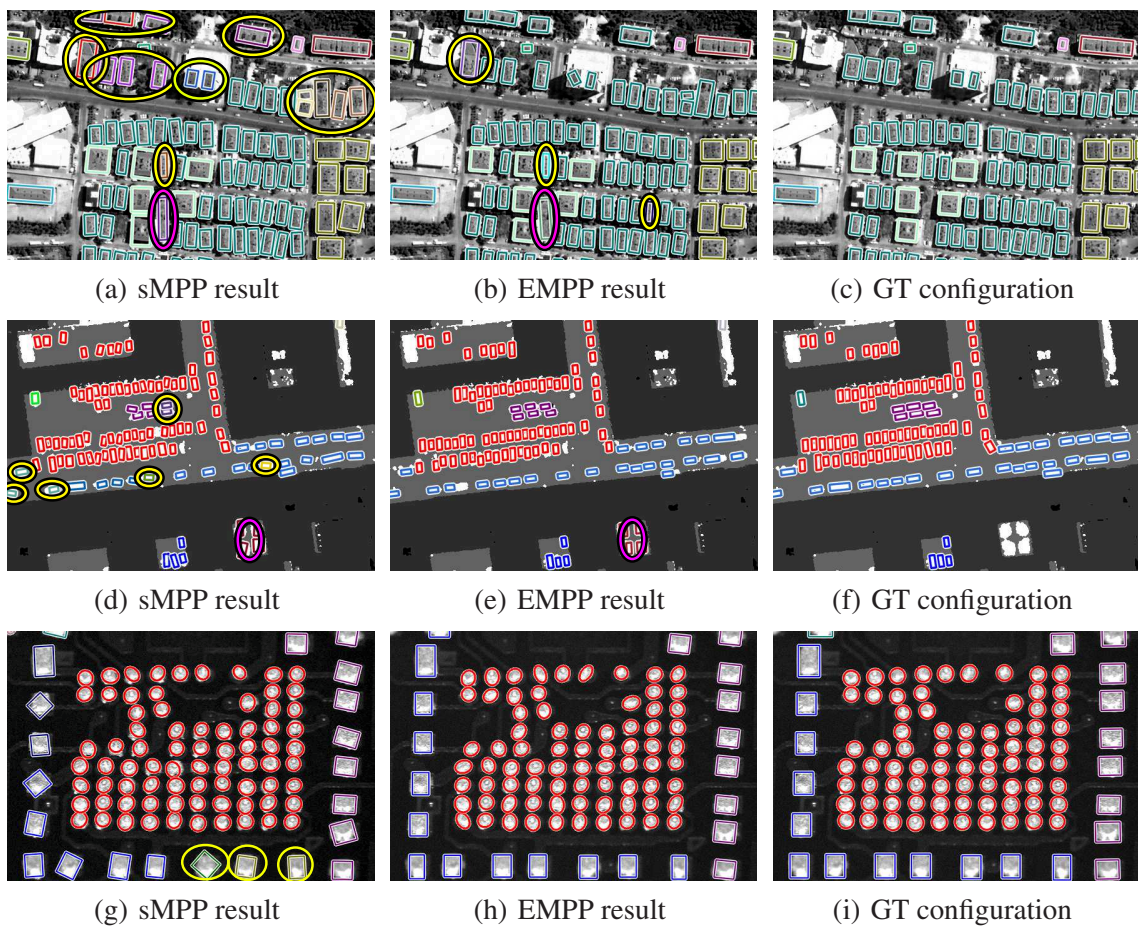 (a) sMPP result
(b) EMPP result
(c) GT configuration
(d) sMPP result
(e) EMPP result
(f) GT configuration
(g) sMPP result
(h) EMPP result
(i) GT configuration